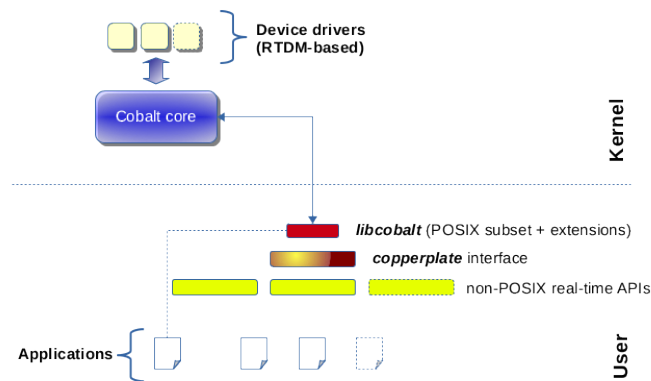 Device drivers
(RTDM-based)
Cobalt core
Kernel
libcobalt (POSIX subset + extensions)
copperplate interface
non-POSIX real-time APIs
Applications
User